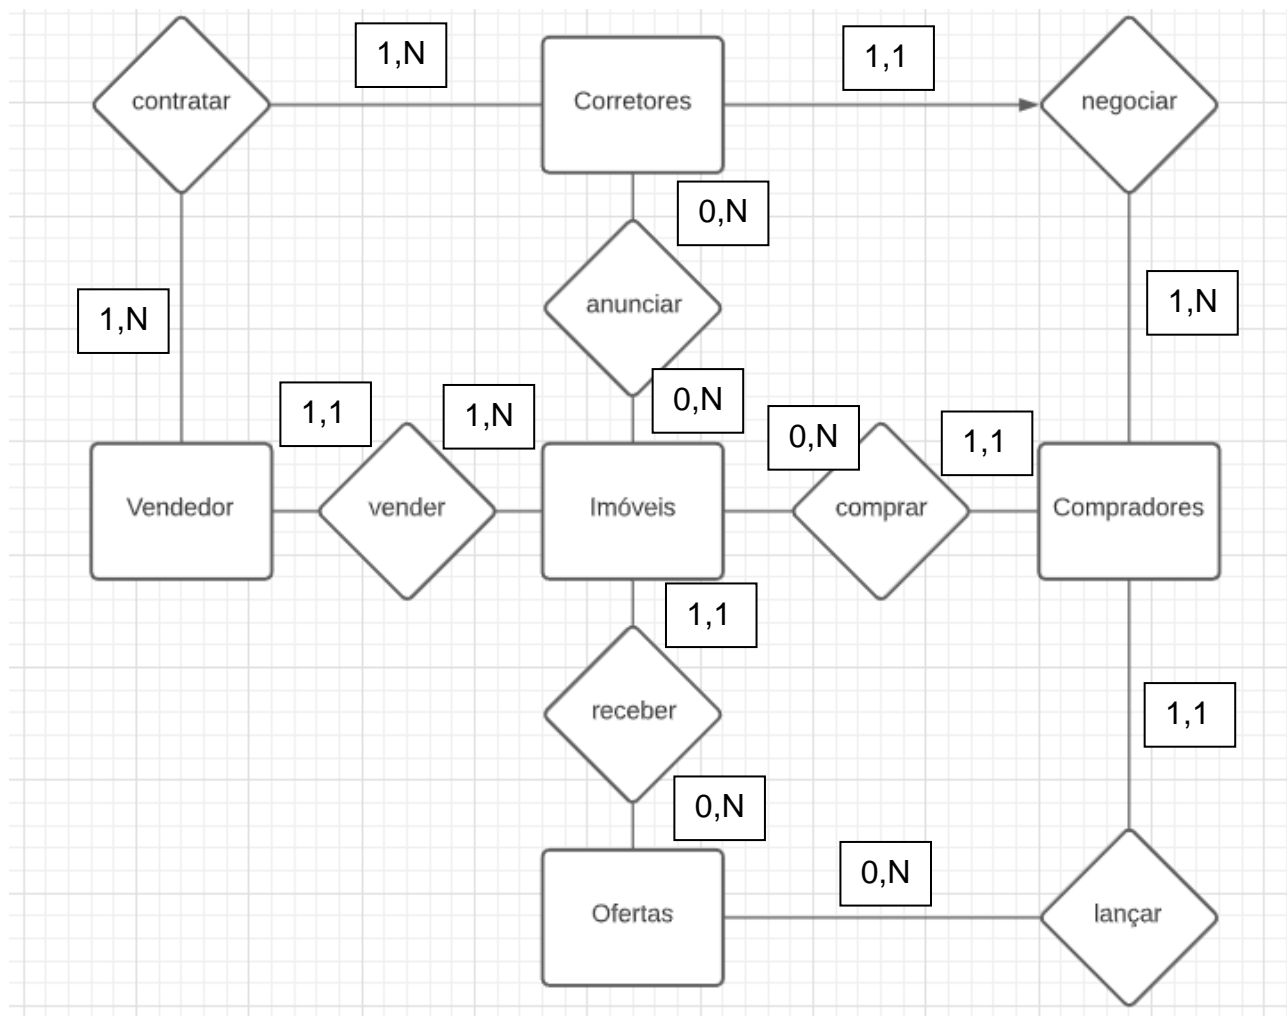 1,N
1,1
contratar
Corretores
negociar
0,N
anunciar
1,N
1,N
1,1
1,N
0,N
0,N
1,1
Vendedor
vender
Imóveis
comprar
Compradores
1,1
receber
1,1
0,N
0,N
Ofertas
lançar